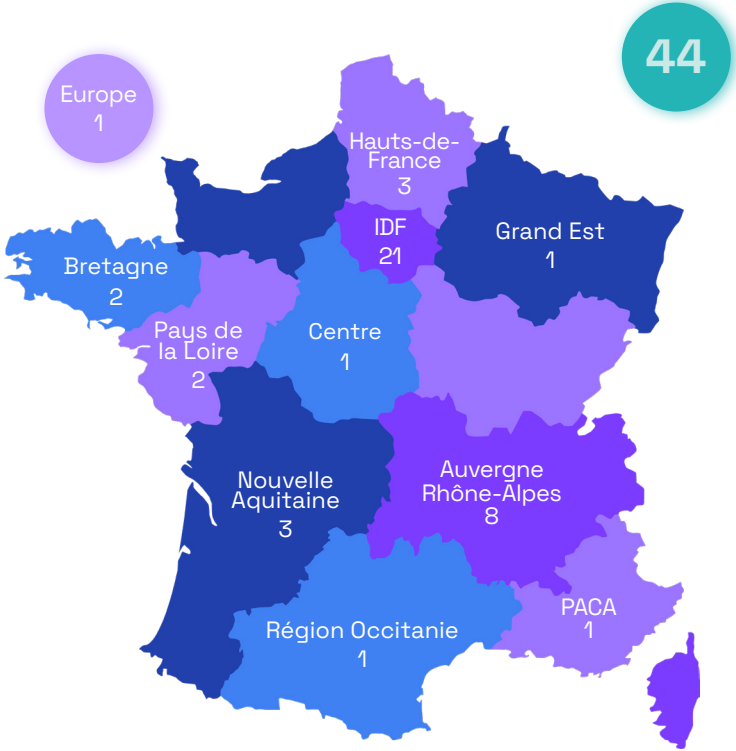 44
Europe
1
Hauts-de-
France
3
IDF
21
Grand Est
1
Bretagne
2
Pays de
la Loire
2
Centre
1
Nouvelle
Aquitaine
3
Auvergne
Rhône-Alpes
8
PACA
1
Région Occitanie
1